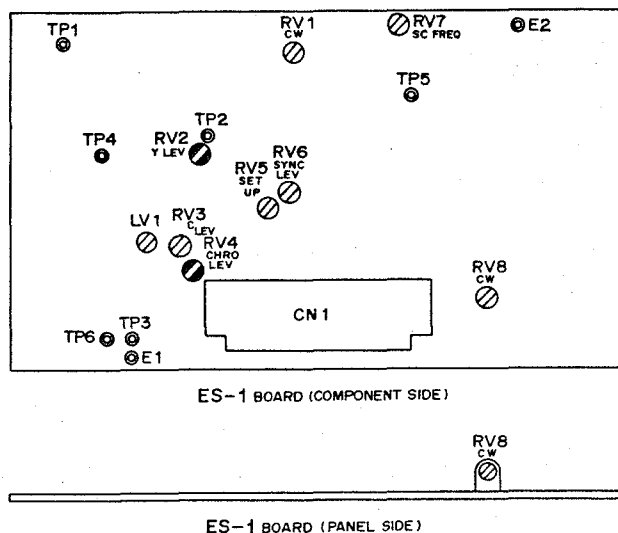 TP1
RV1
CW
RV7
SC FREQ
E2
TP5
TP2
RV2
Y LEV
TP4
RV6
SYNC
LEV
RV5
SET
UP
LV1
RV3
C LEV
RV4
CHRO
LEV
RV8
CW
CN1
TP6
TP3
E1
ES-1 BOARD (COMPONENT SIDE)
RV8
CW
ES-1 BOARD (PANEL SIDE)